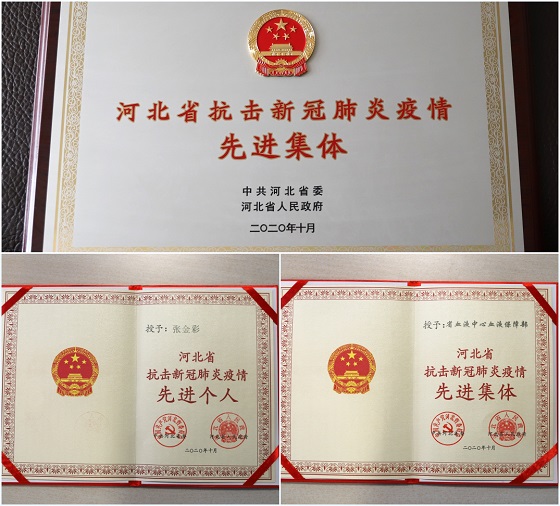 河北省抗击新冠肺炎疫情
先进集体
中共河北省委
河北省人民政府
二〇二〇年十月
授予：张会彩
河北省
抗击新冠肺炎疫情
先进个人
二〇二〇年十月
授予：省血液中心血液保障部
河北省
抗击新冠肺炎疫情
先进集体
二〇二〇年十月